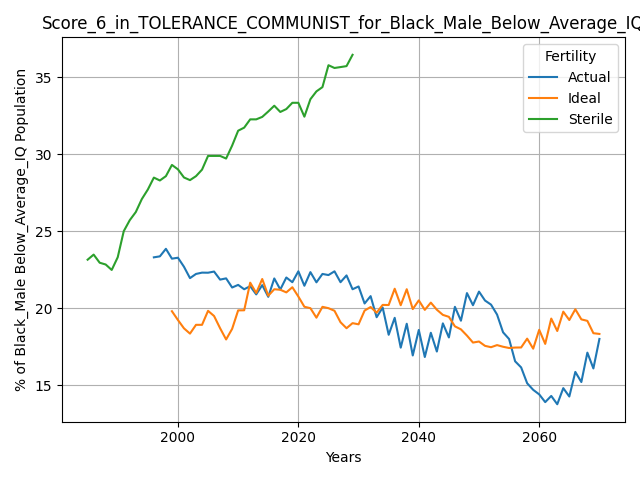 Score_6_in_TOLERANCE_COMMUNIST_for_Black_Male_Below_Average_IQ
% of Black_Male Below_Average_IQ Population
35
30
25
20
15
Fertility
Actual
Ideal
Sterile
2000
2020
2040
2060
Years